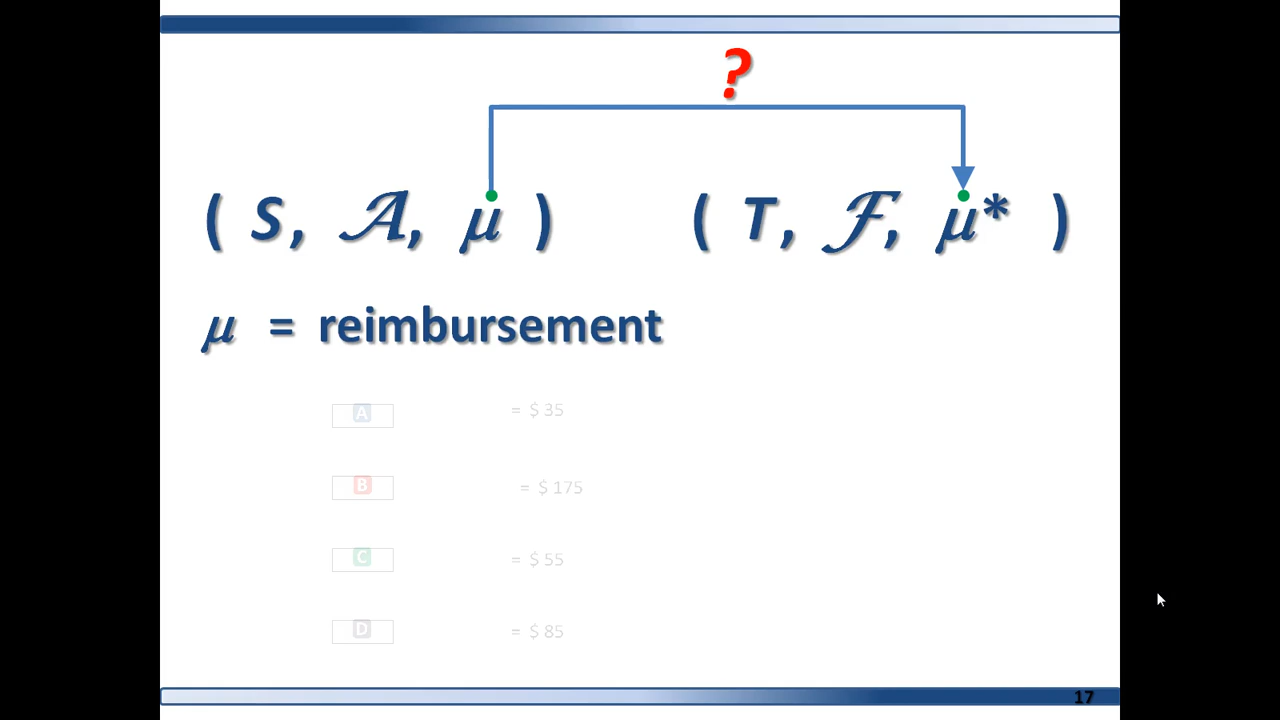 ?
( S, 𝒜, μ ) ( T, ℱ, μ* )
μ = reimbursement
A = $ 35
B = $ 175
C = $ 55
D = $ 85
17